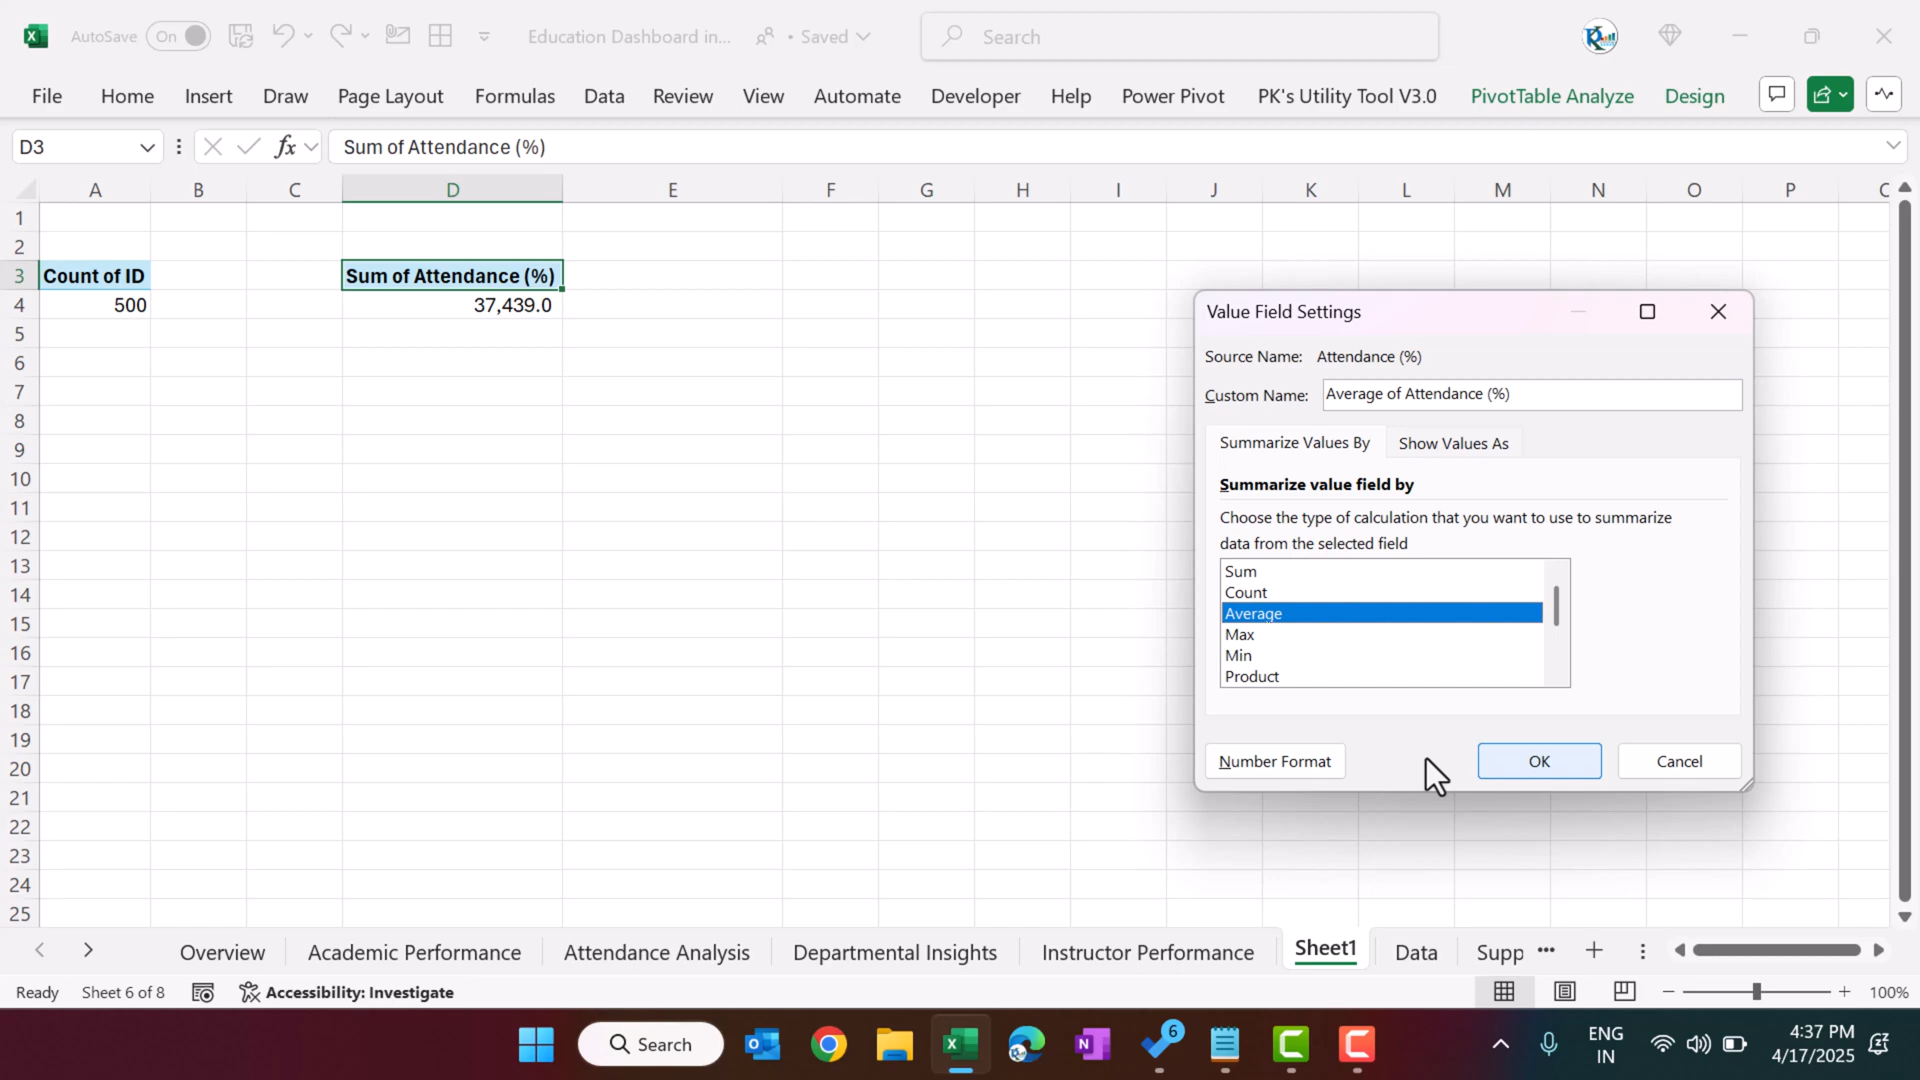 AutoSave On Education Dashboard in... • Saved Search
File Home Insert Draw Page Layout Formulas Data Review View Automate Developer Help Power Pivot PK's Utility Tool V3.0 PivotTable Analyze Design
D3 fx Sum of Attendance (%)
A B C D E F G H I J K L M N O P
1
2
3 Count of ID Sum of Attendance (%)
4 500 37,439.0
5
6
7
8
9
10
11
12
13
14
15
16
17
18
19
20
21
22
23
24
25
Value Field Settings
Source Name: Attendance (%)
Custom Name: Average of Attendance (%)
Summarize Values By Show Values As
Summarize value field by
Choose the type of calculation that you want to use to summarize
data from the selected field
Sum
Count
Average
Max
Min
Product
Number Format OK Cancel
Overview Academic Performance Attendance Analysis Departmental Insights Instructor Performance Sheet1 Data Supp ...
Ready Sheet 6 of 8 Accessibility: Investigate 100%
Search 6 ENG 4:37 PM
IN 4/17/2025